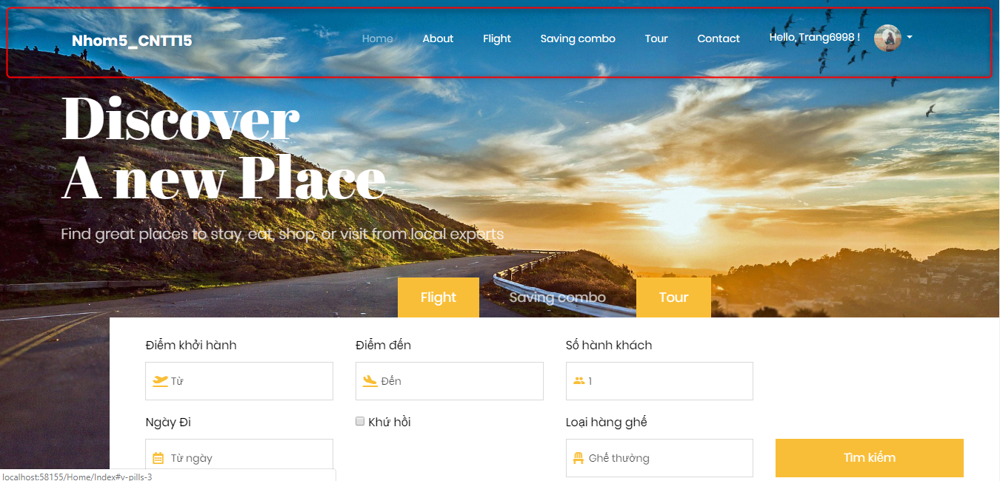 Nhom5_CNTT15 Home About Flight Saving combo Tour Contact Hello, Trang6998 !
Discover
A new Place
Find great places to stay, eat, shop, or visit from local experts
Flight Saving combo Tour
Điểm khởi hành Điểm đến Số hành khách
Từ Đến 1
Ngày Đi Khứ hồi Loại hàng ghế
Từ ngày Ghế thường Tìm kiếm
localhost:58155/Home/Index#v-pills-3